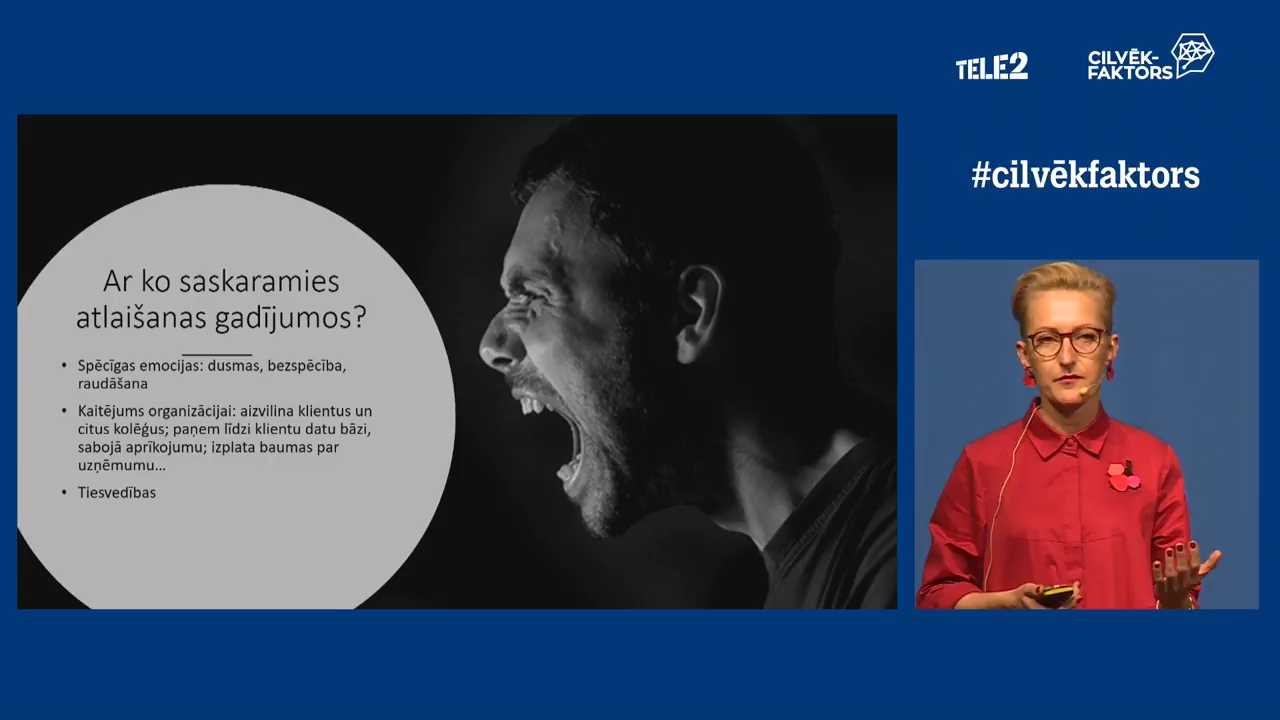 TELE2
CILVĒK-
FAKTORS
#cilvēkfaktors
Ar ko saskaramies
atlaišanas gadījumos?
• Spēcīgas emocijas: dusmas, bezspēcība,
raudāšana
• Kaitējums organizācijai: aizvilina klientus un
citus kolēģus; paņem līdzi klientu datu bāzi,
sabojā aprīkojumu; izplata baumas par
uzņēmumu...
• Tiesvedības